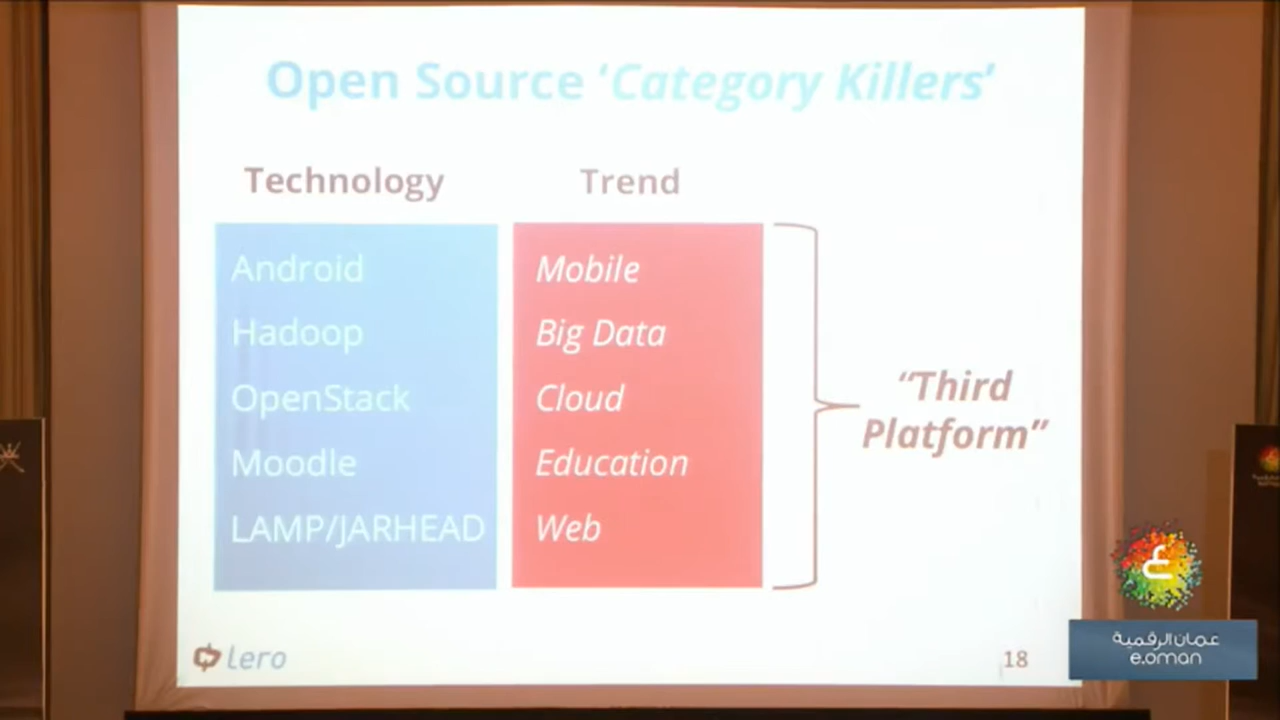 Open Source ‘Category Killers’
Technology
Trend
Android
Mobile
Hadoop
Big Data
OpenStack
Cloud
Moodle
Education
LAMP/JARHEAD
Web
“Third
Platform”
Lero
18
ع
عمان الرقمية
e.oman